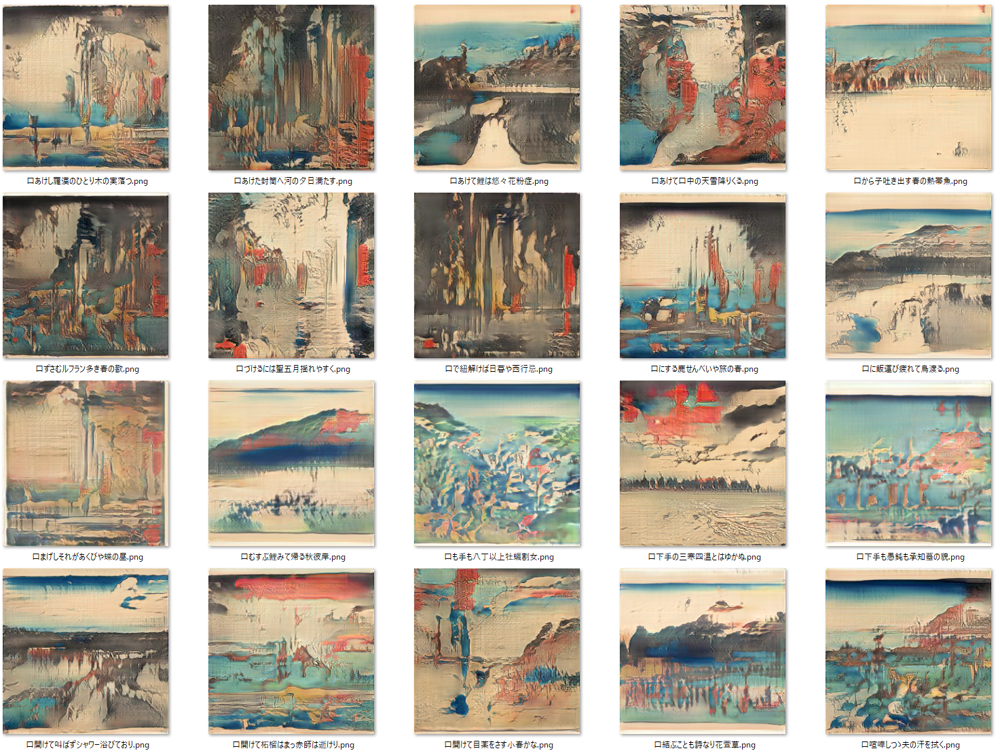 口あけし羅漢のひとり木の実落つ.png
口あけた封筒へ河の夕日満たす.png
口あけて鯉は悠々花粉症.png
口あけて口中の天雪降りくる.png
口から子吐き出す春の熱帯魚.png
口ずさむルフラン多き春の歌.png
口づけるには聖五月揺れやすく.png
口で紐解けば日暮や西行忌.png
口にする鹿せんべいや旅の春.png
口に飯運び疲れて鳥渡る.png
口まげしそれがあくびや蝶の昼.png
口むすぶ鯉みて帰る秋彼岸.png
口も手も八丁以上牡蠣割女.png
口下手の三寒四温とはゆかぬ.png
口下手も愚鈍も承知墓の貌.png
口開けて叫ばずシャワー浴びており.png
口開けて柘榴はまっ赤師は逝けり.png
口開けて目薬をさす小春かな.png
口結ぶことも詩なり花萱草.png
口喧嘩しつゝ夫の汗を拭く.png